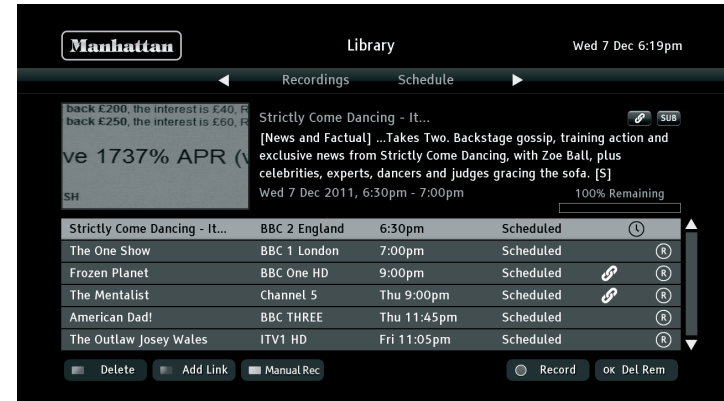 Manhattan
Library
Wed 7 Dec 6:19pm
Recordings Schedule
back £200, the interest is £40, R
back £250, the interest is £60, R
ve 1737% APR (v
SH
Strictly Come Dancing - It...
SUB
[News and Factual] ...Takes Two. Backstage gossip, training action and
exclusive news from Strictly Come Dancing, with Zoe Ball, plus
celebrities, experts, dancers and judges gracing the sofa. [S]
Wed 7 Dec 2011, 6:30pm - 7:00pm
100% Remaining
Strictly Come Dancing - It... BBC 2 England 6:30pm Scheduled
The One Show BBC 1 London 7:00pm Scheduled R
Frozen Planet BBC One HD 9:00pm Scheduled R
The Mentalist Channel 5 Thu 9:00pm Scheduled R
American Dad! BBC THREE Thu 11:45pm Scheduled R
The Outlaw Josey Wales ITV1 HD Fri 11:05pm Scheduled R
Delete Add Link Manual Rec Record OK Del Rem